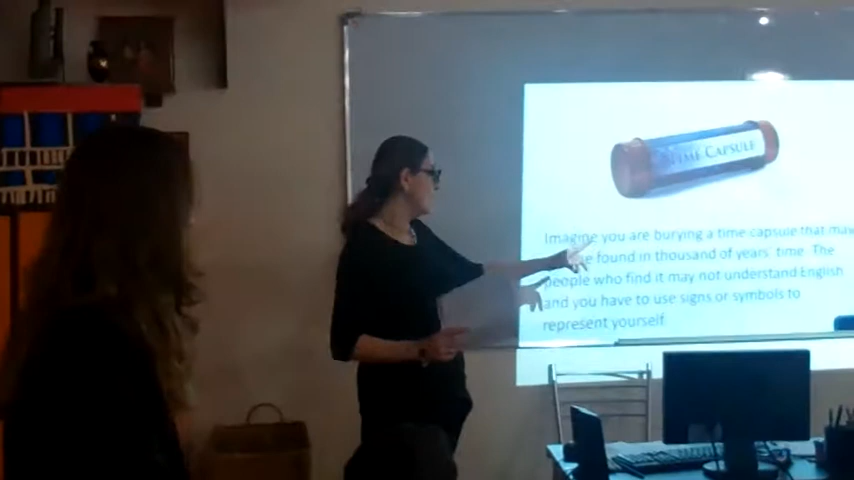 TIME CAPSULE
Imagine you are burying a time capsule that may
found in thousand of years time. The
people who find it may not understand English
and you will have to use signs or symbols to
represent yourself.